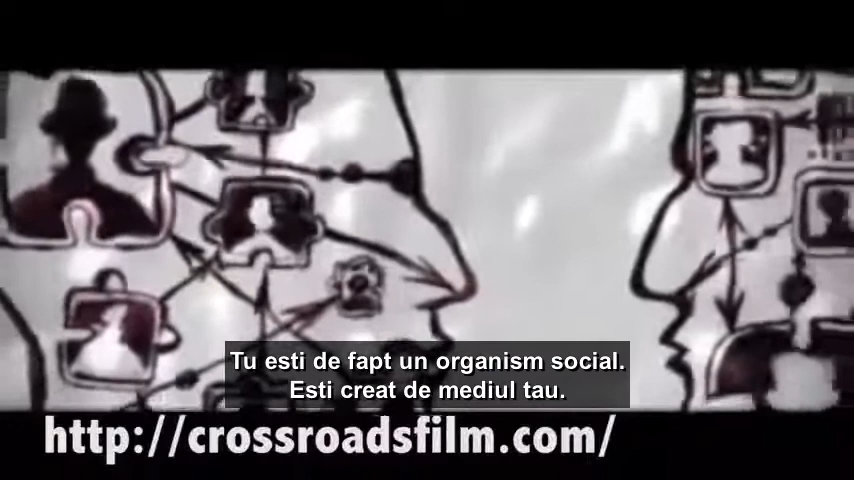 Tu esti de fapt un organism social.
Esti creat de mediul tau.
http://crossroadsfilm.com/